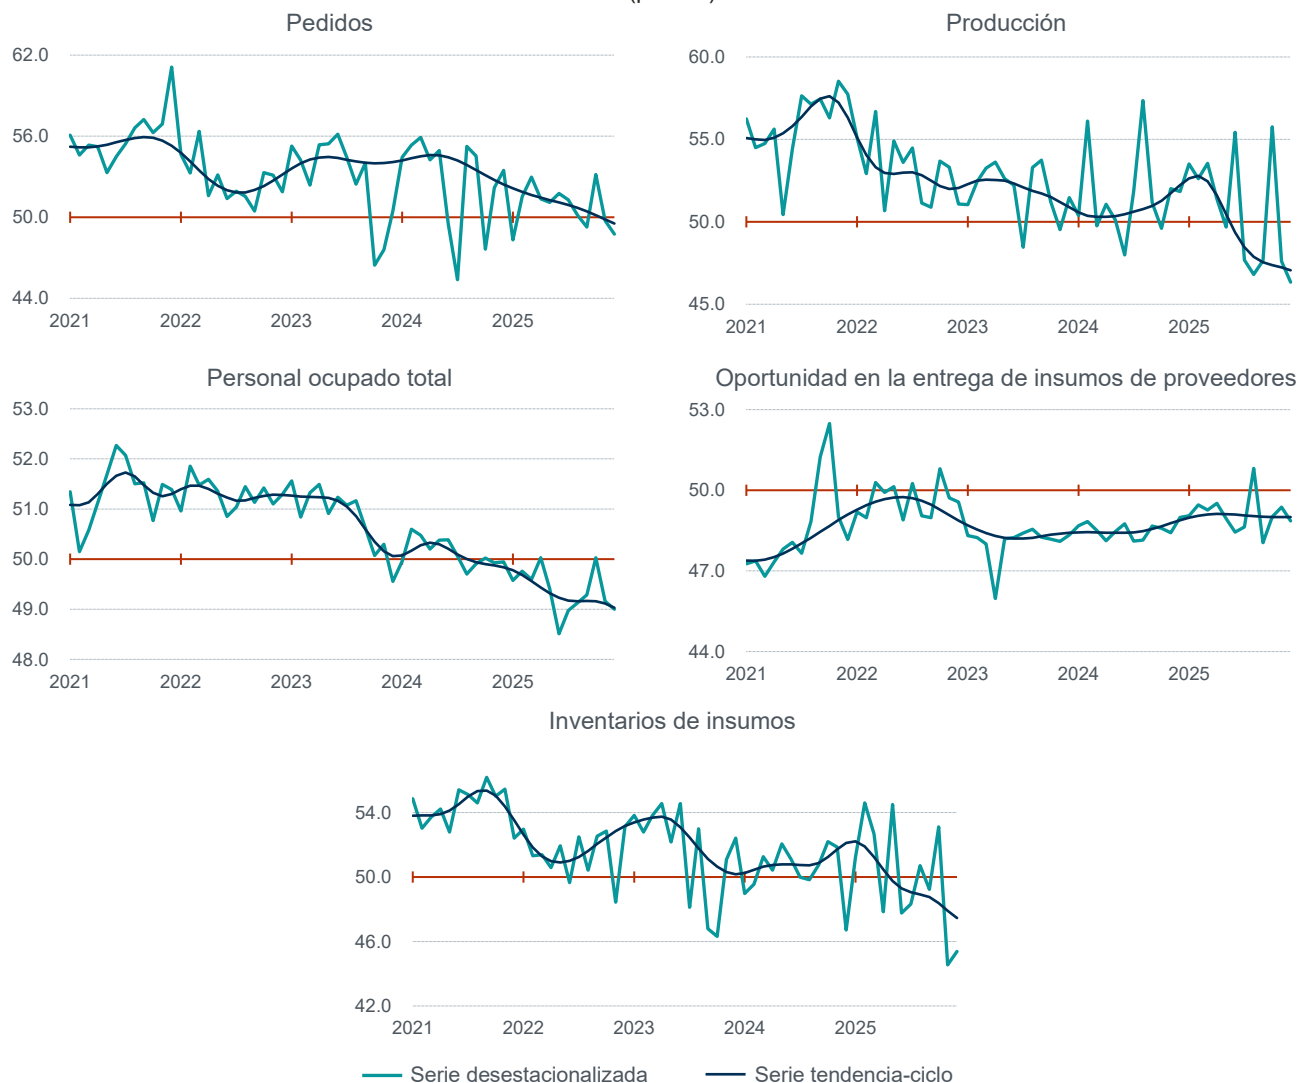 Pedidos
Producción
62.0
56.0
50.0
44.0
2021 2022 2023 2024 2025
60.0
55.0
50.0
45.0
2021 2022 2023 2024 2025
Personal ocupado total
Oportunidad en la entrega de insumos de proveedores
53.0
52.0
51.0
50.0
49.0
48.0
2021 2022 2023 2024 2025
53.0
50.0
47.0
44.0
2021 2022 2023 2024 2025
Inventarios de insumos
54.0
50.0
46.0
42.0
2021 2022 2023 2024 2025
Serie desestacionalizada Serie tendencia-ciclo